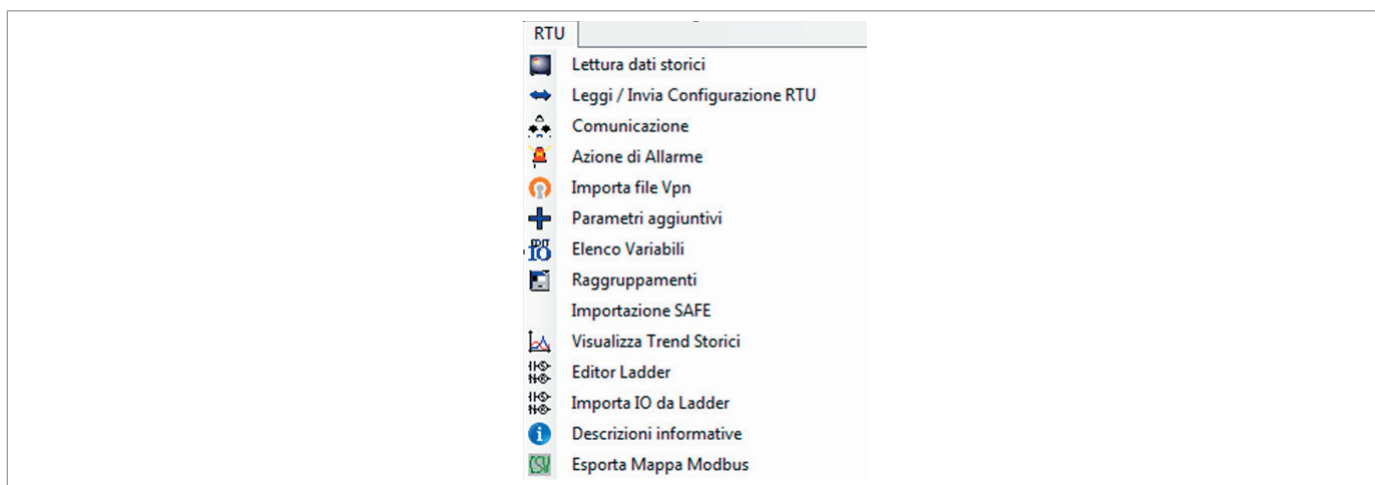 RTU
Lettura dati storici
Leggi / Invia Configurazione RTU
Comunicazione
Azione di Allarme
Importa file Vpn
Parametri aggiuntivi
Elenco Variabili
Raggruppamenti
Importazione SAFE
Visualizza Trend Storici
Editor Ladder
Importa IO da Ladder
Descrizioni informative
Esporta Mappa Modbus